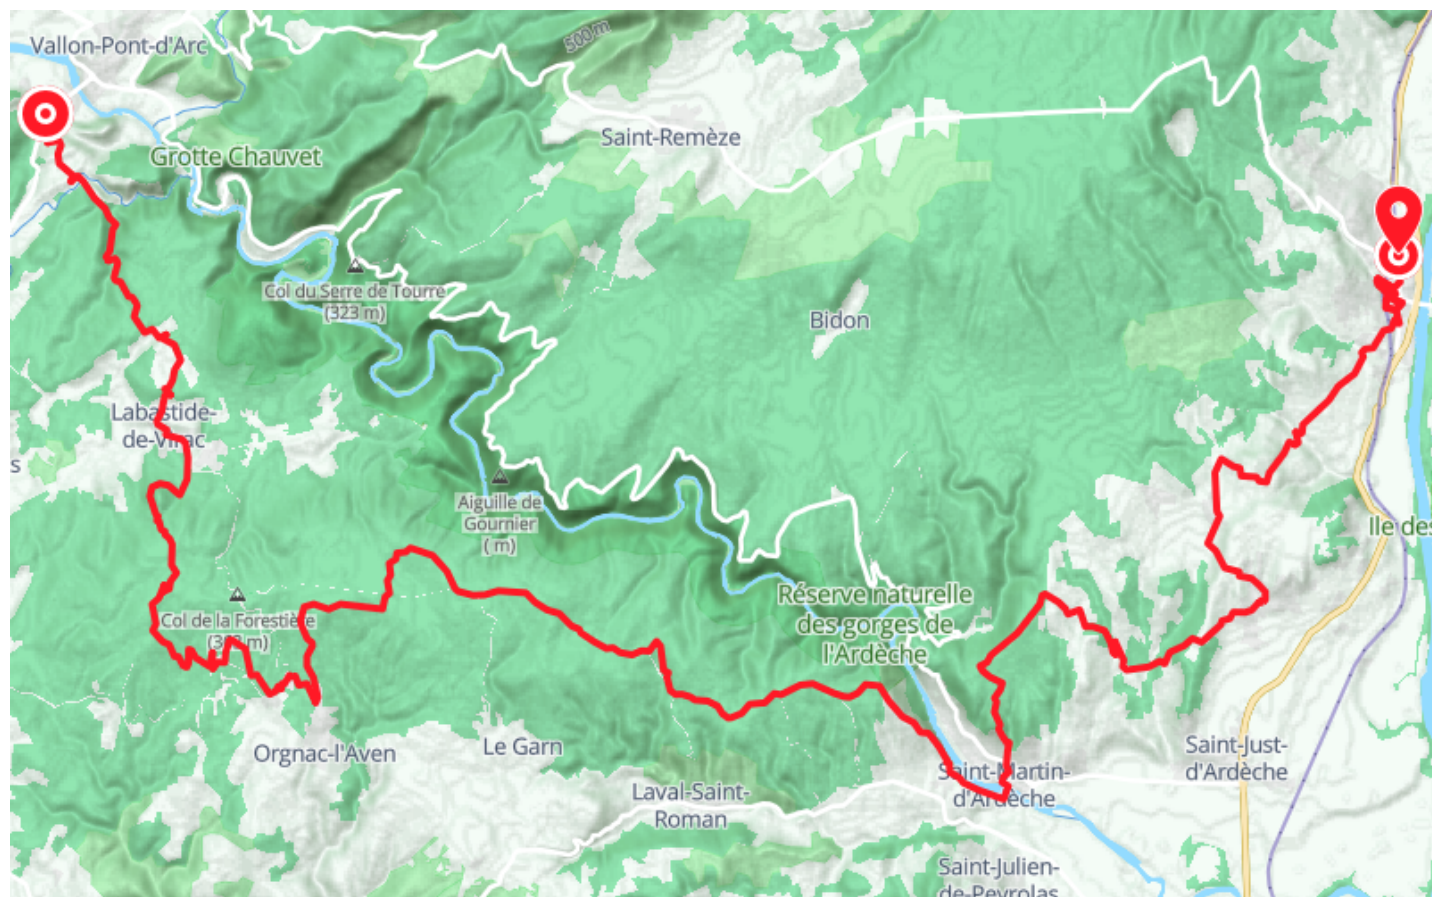 Vallon-Pont-d'Arc
500 m
Saint-Remèze
Grotte Chauvet
Col du Serre de Tourre
(323 m)
Bidon
Labastide-
de-Virac
s
Aiguille de
Gournier
( m)
Ile des
Réserve naturelle
des gorges de
l'Ardèche
Col de la Forestière
Orgnac-l'Aven
Le Garn
Saint-Just-
d'Ardèche
Saint-Martin-
d'Ardèche
Laval-Saint-
Roman
Saint-Julien-
de-Peyrolas